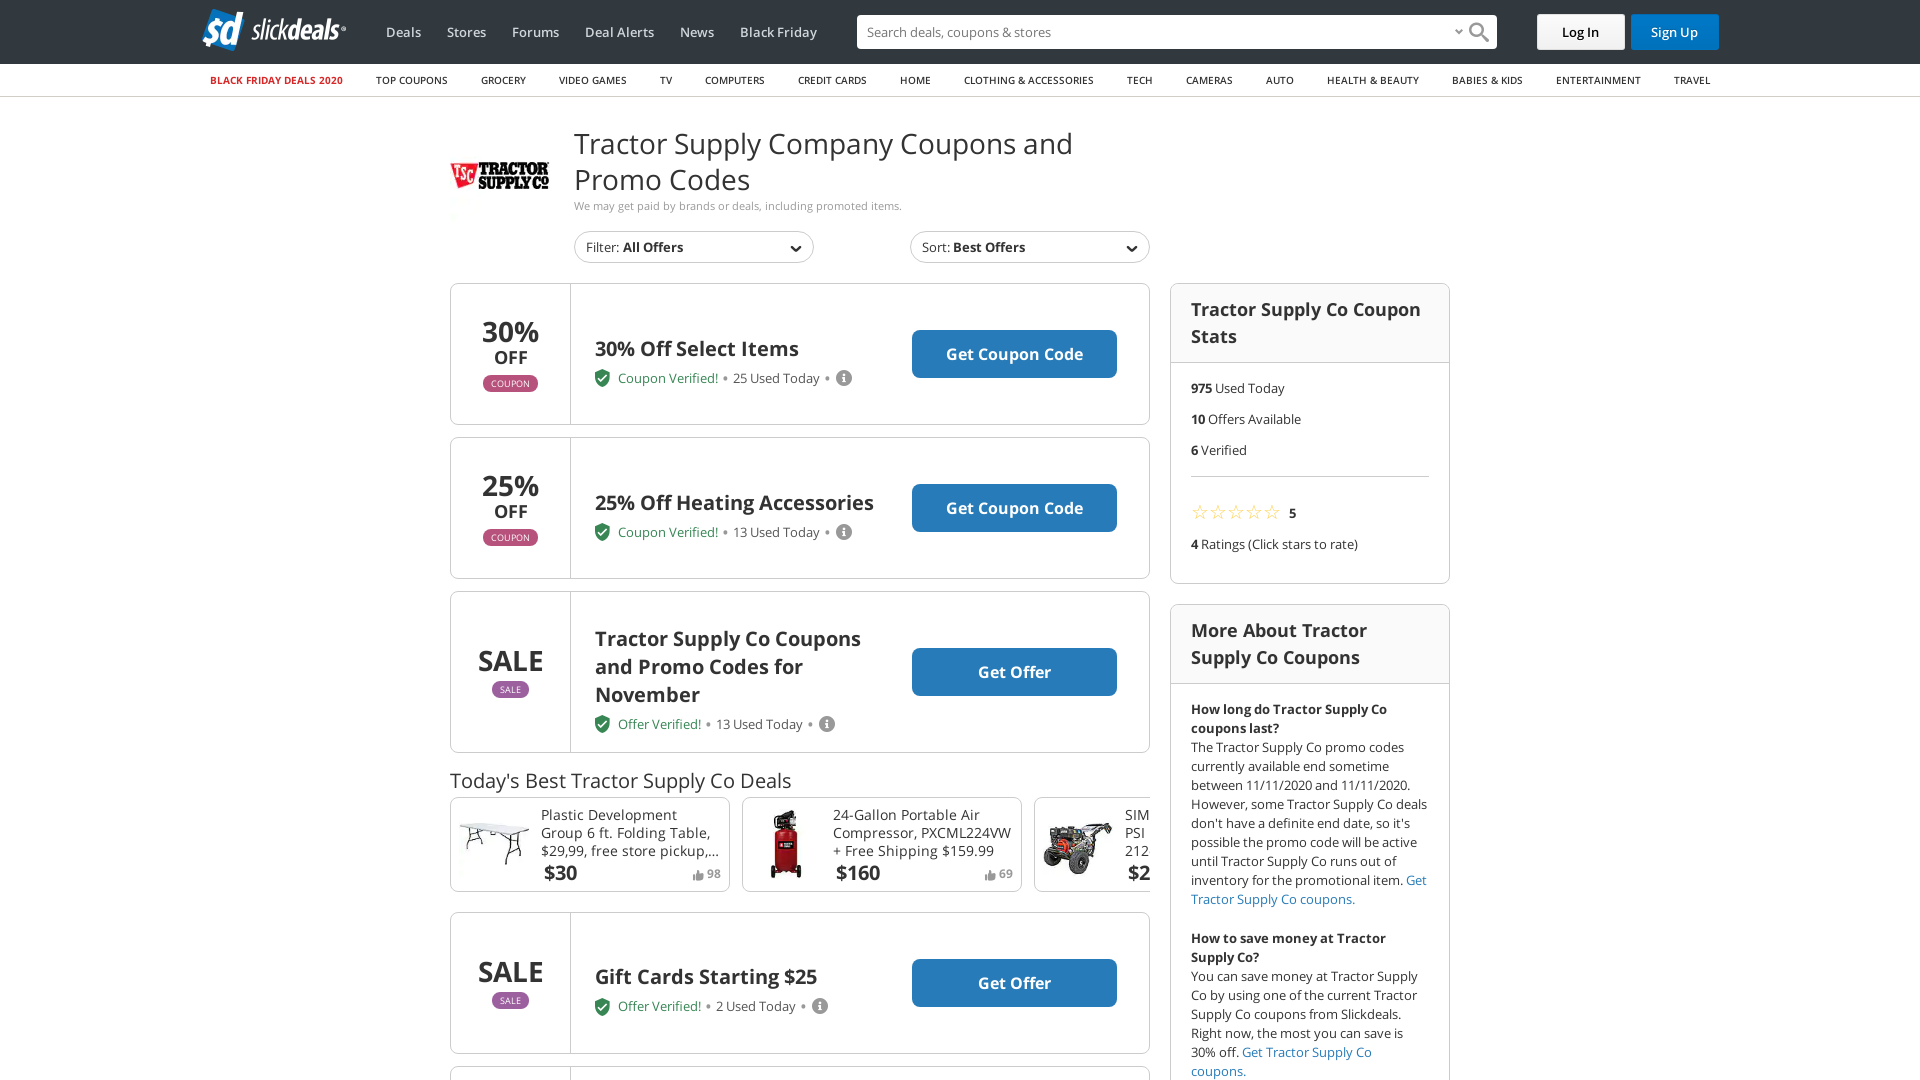 sd slickdeals
Deals
Stores
Forums
Deal Alerts
News
Black Friday
Search deals, coupons & stores
Log In
Sign Up
BLACK FRIDAY DEALS 2020
TOP COUPONS
GROCERY
VIDEO GAMES
TV
COMPUTERS
CREDIT CARDS
HOME
CLOTHING & ACCESSORIES
TECH
CAMERAS
AUTO
HEALTH & BEAUTY
BABIES & KIDS
ENTERTAINMENT
TRAVEL
TSC TRACTOR
SUPPLY CO
Tractor Supply Company Coupons and
Promo Codes
We may get paid by brands or deals, including promoted items.
Filter: All Offers
Sort: Best Offers
30%
OFF
COUPON
30% Off Select Items
Coupon Verified! • 25 Used Today •
Get Coupon Code
25%
OFF
COUPON
25% Off Heating Accessories
Coupon Verified! • 13 Used Today •
Get Coupon Code
SALE
SALE
Tractor Supply Co Coupons
and Promo Codes for
November
Offer Verified! • 13 Used Today •
Get Offer
Today's Best Tractor Supply Co Deals
Plastic Development
Group 6 ft. Folding Table,
$29,99, free store pickup,...
$30
98
24-Gallon Portable Air
Compressor, PXCML224VW
+ Free Shipping $159.99
$160
69
SIM
PSI
212
$2
SALE
SALE
Gift Cards Starting $25
Offer Verified! • 2 Used Today •
Get Offer
Tractor Supply Co Coupon
Stats
975 Used Today
10 Offers Available
6 Verified
☆☆☆☆☆ 5
4 Ratings (Click stars to rate)
More About Tractor
Supply Co Coupons
How long do Tractor Supply Co
coupons last?
The Tractor Supply Co promo codes
currently available end sometime
between 11/11/2020 and 11/11/2020.
However, some Tractor Supply Co deals
don't have a definite end date, so it's
possible the promo code will be active
until Tractor Supply Co runs out of
inventory for the promotional item. Get
Tractor Supply Co coupons.
How to save money at Tractor
Supply Co?
You can save money at Tractor Supply
Co by using one of the current Tractor
Supply Co coupons from Slickdeals.
Right now, the most you can save is
30% off. Get Tractor Supply Co
coupons.